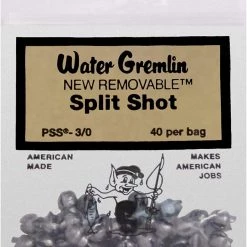 Water Gremlin
NEW REMOVABLE™
Split Shot
PSS®- 3/0 40 per bag
AMERICAN MAKES
MADE AMERICAN
JOBS